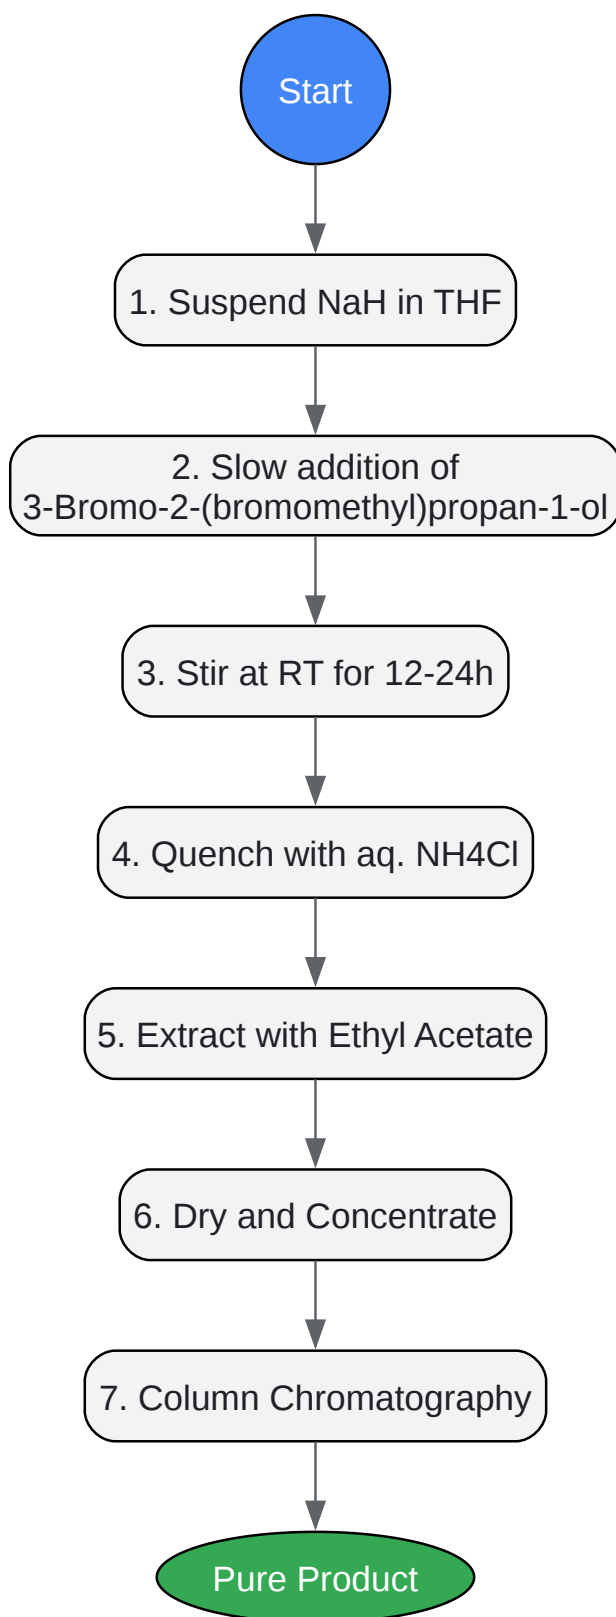 Start
1. Suspend NaH in THF
2. Slow addition of
3-Bromo-2-(bromomethyl)propan-1-ol
3. Stir at RT for 12-24h
4. Quench with aq. NH4Cl
5. Extract with Ethyl Acetate
6. Dry and Concentrate
7. Column Chromatography
Pure Product